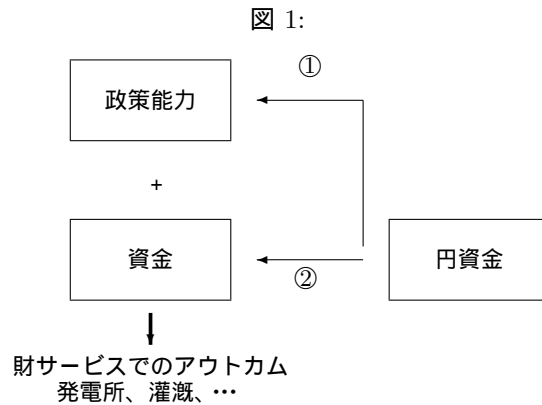 図 1:
①
政策能力
+
資金
円資金
②
財サービスでのアウトカム
発電所、灌漑、…